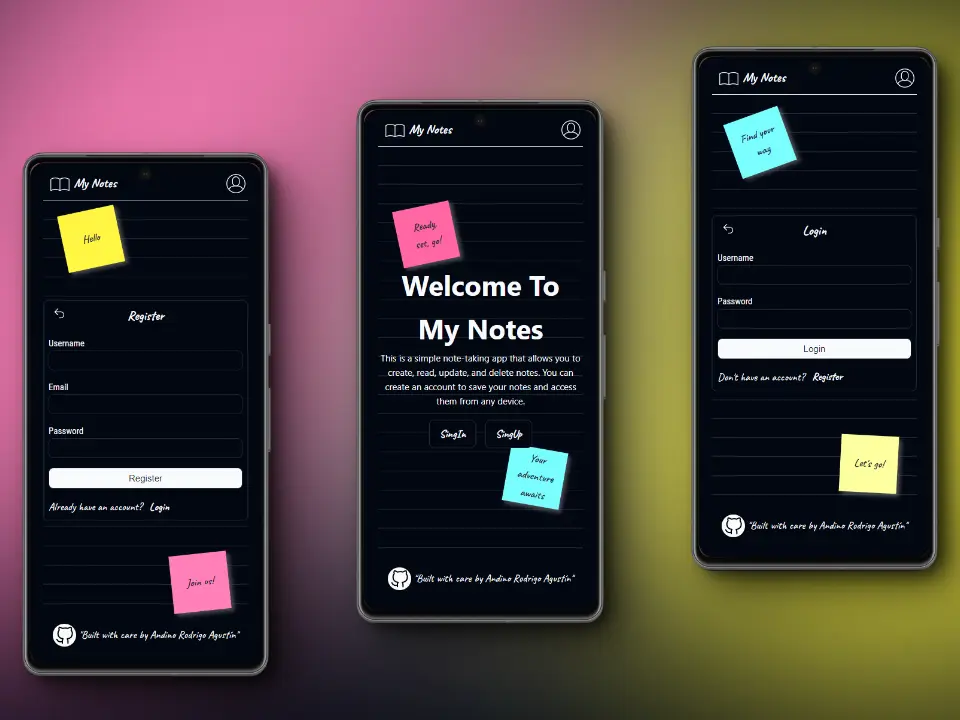 My Notes
Hello
Register
Username
Email
Password
Register
Already have an account? Login
Join us!
"Built with care by Andino Rodrigo Agustín"
My Notes
Ready,
set, go!
Welcome To
My Notes
This is a simple note-taking app that allows you to
create, read, update, and delete notes. You can
create an account to save your notes and access
them from any device.
SingIn SingUp
Your
adventure
awaits
"Built with care by Andino Rodrigo Agustín"
My Notes
Find your
way
Login
Username
Password
Login
Don't have an account? Register
Let's go!
"Built with care by Andino Rodrigo Agustín"